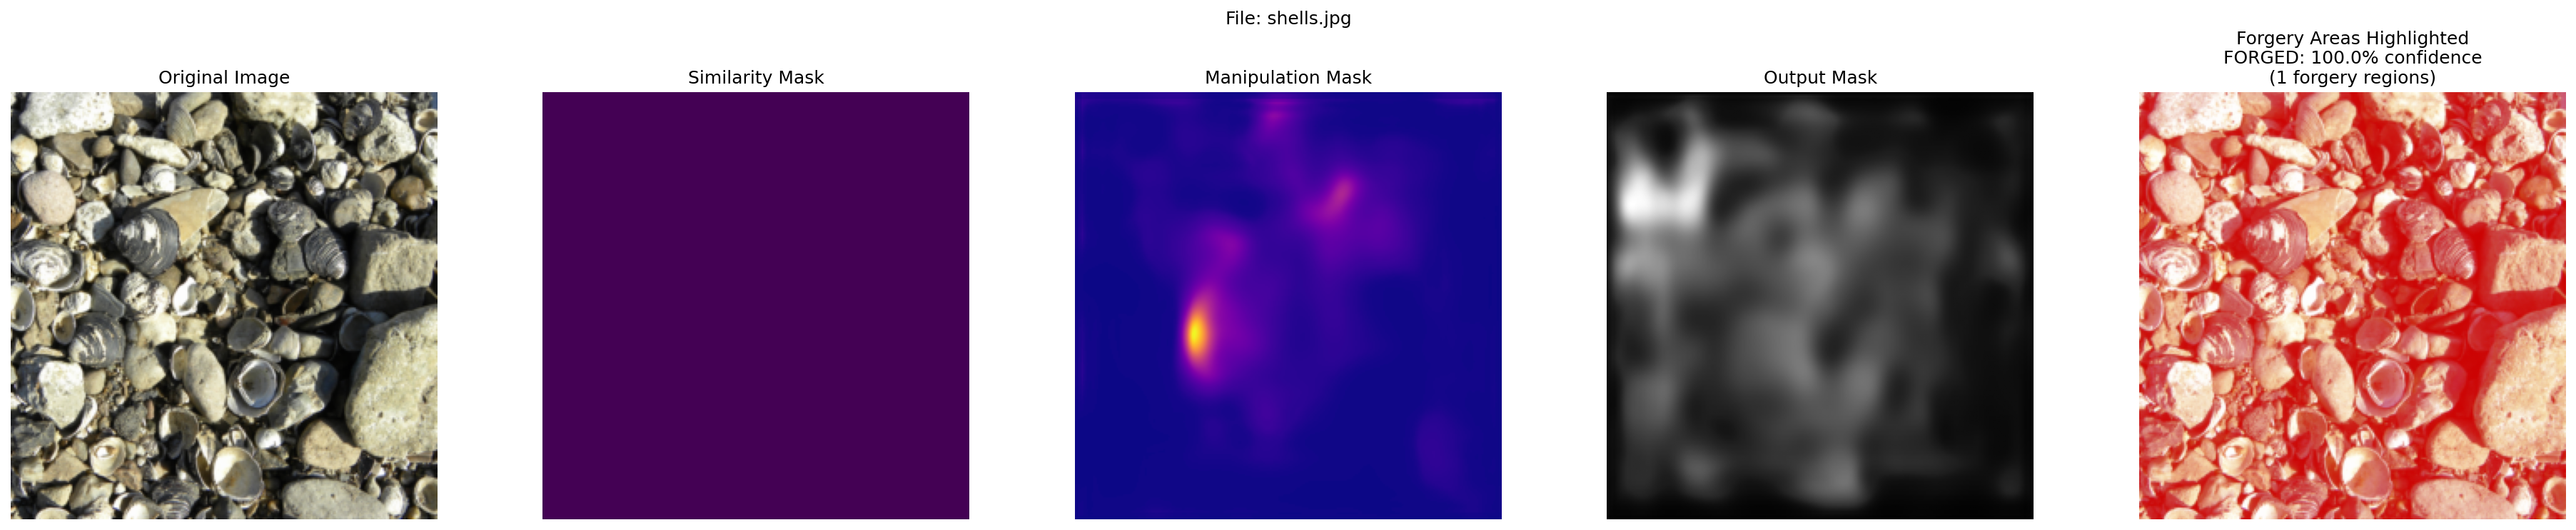 File: shells.jpg
Original Image
Similarity Mask
Manipulation Mask
Output Mask
Forgery Areas Highlighted
FORGED: 100.0% confidence
(1 forgery regions)